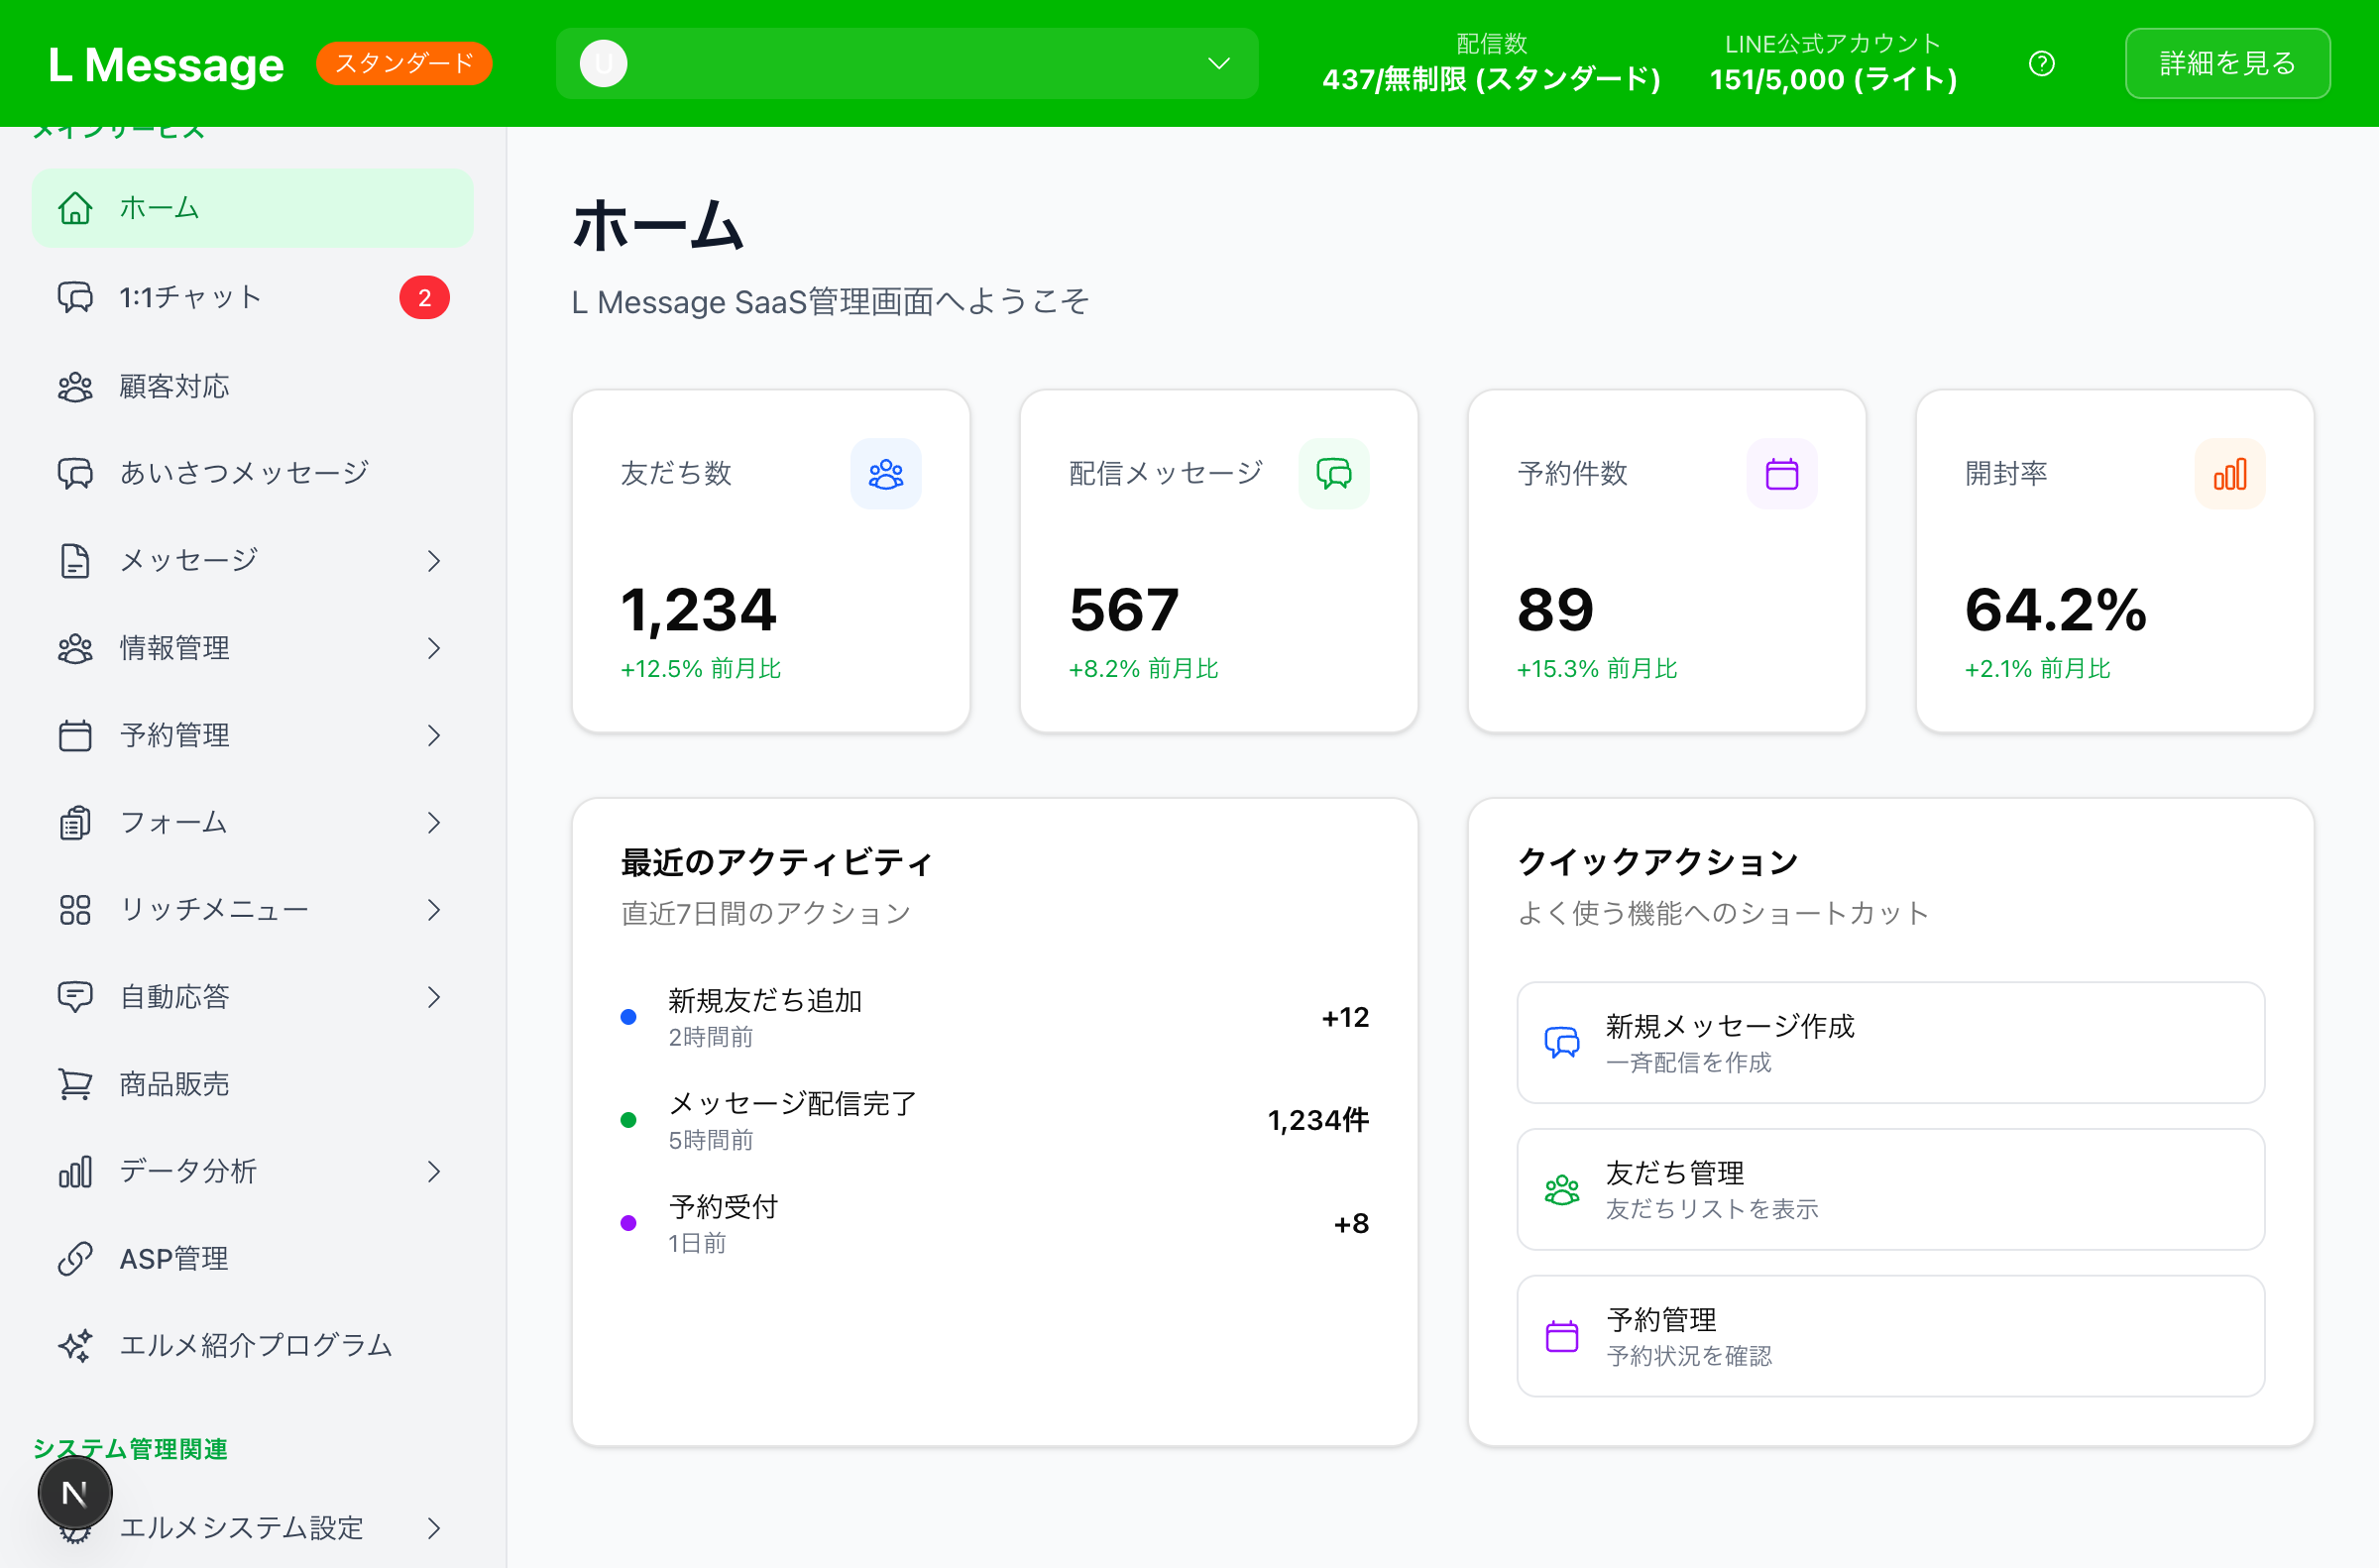 L Message
スタンダード
U
配信数
437/無制限 (スタンダード)
LINE公式アカウント
151/5,000 (ライト)
詳細を見る
メインサービス
ホーム
1:1チャット
2
顧客対応
あいさつメッセージ
メッセージ
情報管理
予約管理
フォーム
リッチメニュー
自動応答
商品販売
データ分析
ASP管理
エルメ紹介プログラム
システム管理関連
N
エルメシステム設定
ホーム
L Message SaaS管理画面へようこそ
友だち数
1,234
+12.5% 前月比
配信メッセージ
567
+8.2% 前月比
予約件数
89
+15.3% 前月比
開封率
64.2%
+2.1% 前月比
最近のアクティビティ
直近7日間のアクション
新規友だち追加
2時間前
+12
メッセージ配信完了
5時間前
1,234件
予約受付
1日前
+8
クイックアクション
よく使う機能へのショートカット
新規メッセージ作成
一斉配信を作成
友だち管理
友だちリストを表示
予約管理
予約状況を確認